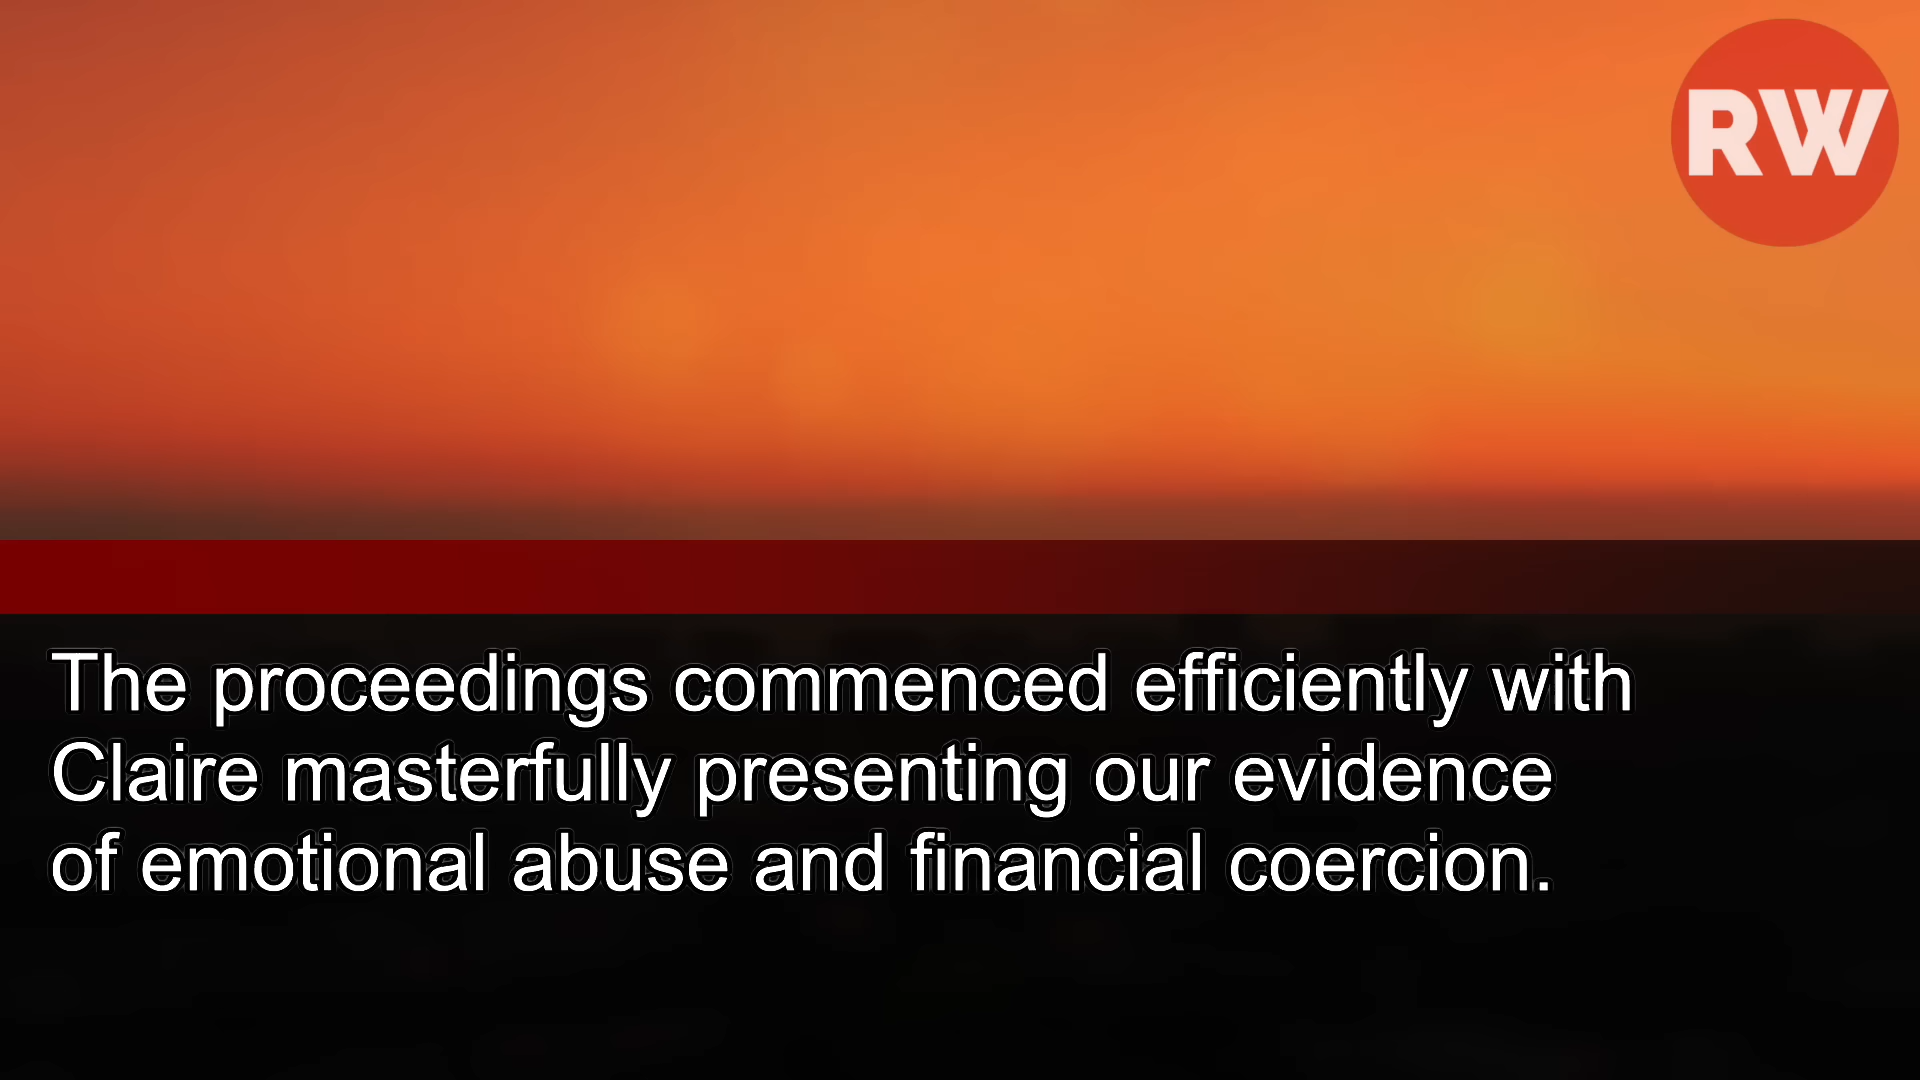 RW
The proceedings commenced efficiently with
Claire masterfully presenting our evidence
of emotional abuse and financial coercion.